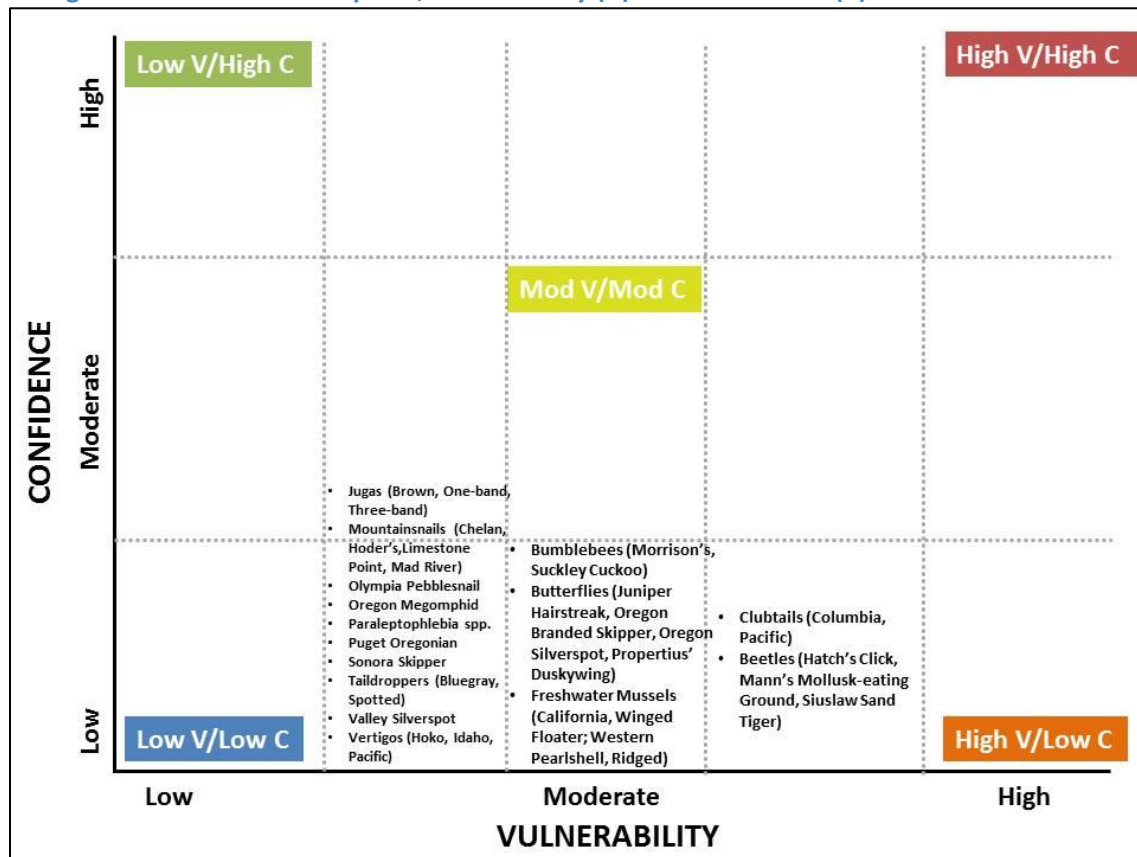 Low V/High C
High V/High C
High
Mod V/Mod C
CONFIDENCE
Moderate
• Jugas (Brown, One-band,
Three-band)
• Mountainsnails (Chelan,
Hoder's,Limestone
Point, Mad River)
• Olympia Pebblesnail
• Oregon Megomphid
• Paraleptophlebia spp.
• Puget Oregonian
• Sonora Skipper
• Taildroppers (Bluegray,
Spotted)
• Valley Silverspot
• Vertigos (Hoko, Idaho,
Pacific)
• Bumblebees (Morrison's,
Suckley Cuckoo)
• Butterflies (Juniper
Hairstreak, Oregon
Branded Skipper, Oregon
Silverspot, Propertius'
Duskywing)
• Freshwater Mussels
(California, Winged
Floater; Western
Pearlshell, Ridged)
• Clubtails (Columbia,
Pacific)
• Beetles (Hatch's Click,
Mann's Mollusk-eating
Ground, Siuslaw Sand
Tiger)
Low
Low V/Low C
High V/Low C
Low
Moderate
High
VULNERABILITY